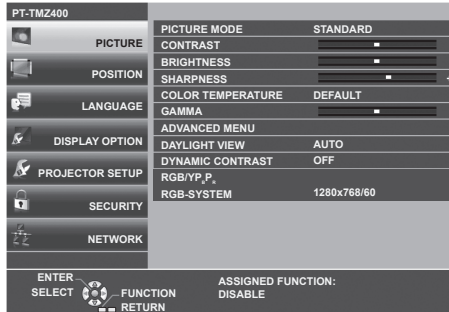 PT-TMZ400
PICTURE
POSITION
LANGUAGE
DISPLAY OPTION
PROJECTOR SETUP
SECURITY
NETWORK
PICTURE MODE STANDARD
CONTRAST
BRIGHTNESS
SHARPNESS
COLOR TEMPERATURE DEFAULT
GAMMA
ADVANCED MENU
DAYLIGHT VIEW AUTO
DYNAMIC CONTRAST OFF
RGB/YPBPR
RGB-SYSTEM 1280x768/60
ENTER
SELECT
FUNCTION
RETURN
ASSIGNED FUNCTION:
DISABLE